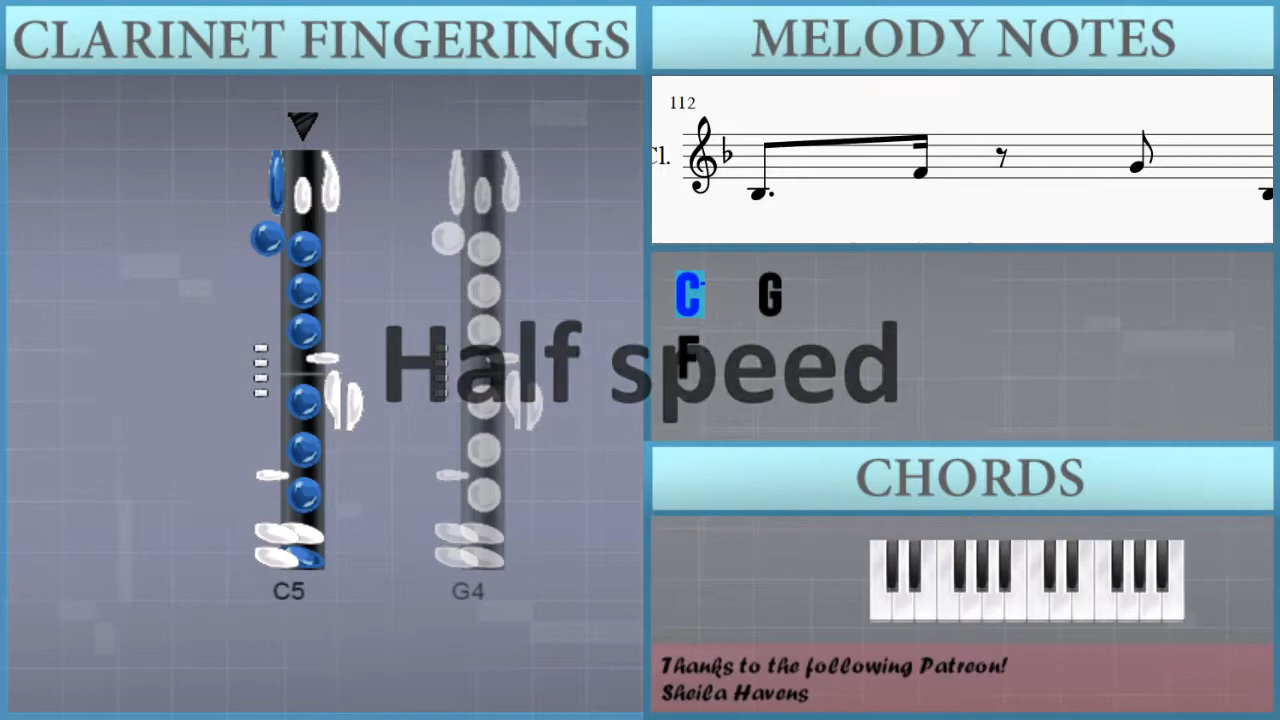 CLARINET FINGERINGS
MELODY NOTES
112
Cl.
C G
F
Half speed
C5
G4
CHORDS
Thanks to the following Patreon!
Sheila Havens